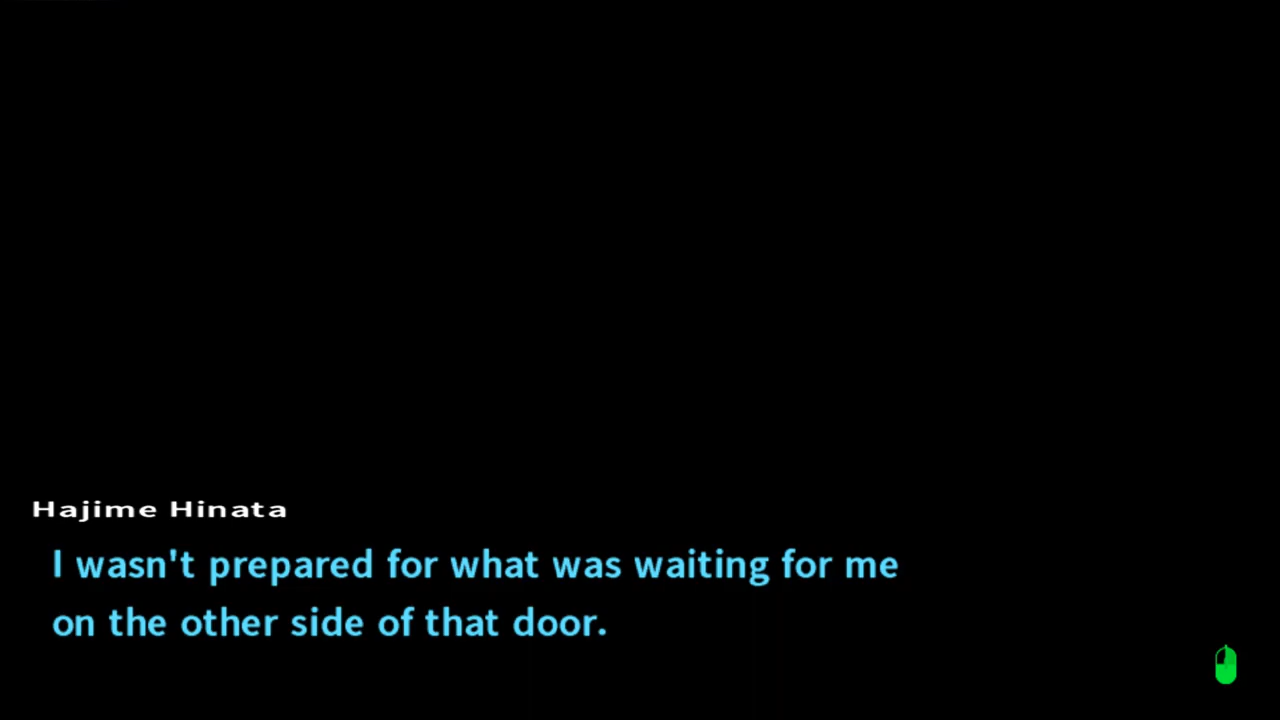 Hajime Hinata
I wasn't prepared for what was waiting for me
on the other side of that door.